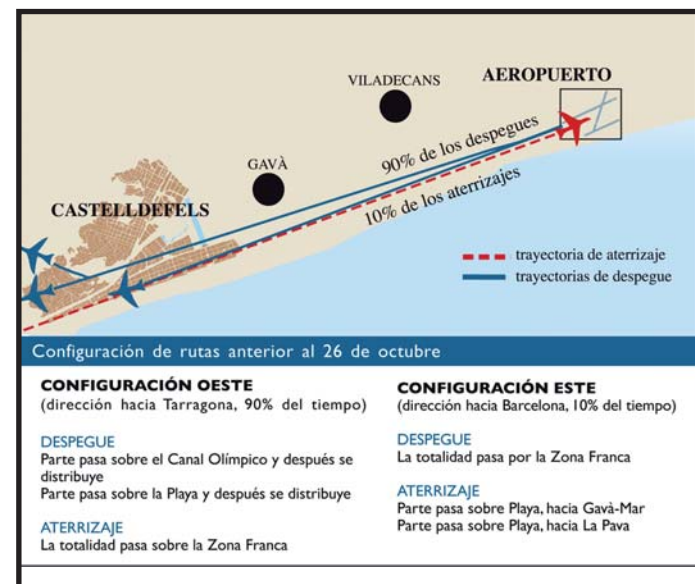 VILADECANS
AEROPUERTO
90% de los despegues
GAVÀ
10% de los aterrizajes
CASTELLDEFELS
trayectoria de aterrizaje
trayectorias de despegue
Configuración de rutas anterior al 26 de octubre
CONFIGURACIÓN OESTE
(dirección hacia Tarragona, 90% del tiempo)
DESPEGUE
Parte pasa sobre el Canal Olímpico y después se
distribuye
Parte pasa sobre la Playa y después se distribuye
ATERRIZAJE
La totalidad pasa sobre la Zona Franca
CONFIGURACIÓN ESTE
(dirección hacia Barcelona, 10% del tiempo)
DESPEGUE
La totalidad pasa por la Zona Franca
ATERRIZAJE
Parte pasa sobre Playa, hacia Gavà-Mar
Parte pasa sobre Playa, hacia La Pava